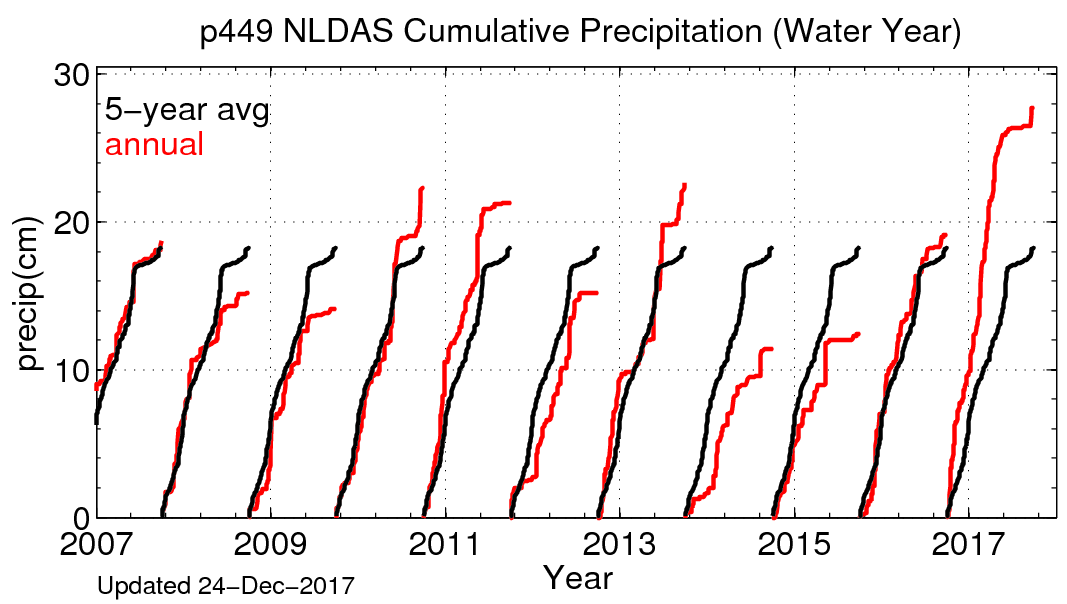 p449 NLDAS Cumulative Precipitation (Water Year)
30
5−year avg
annual
20
precip(cm)
10
0
2007 2009 2011 2013 2015 2017
Year
Updated 24−Dec−2017